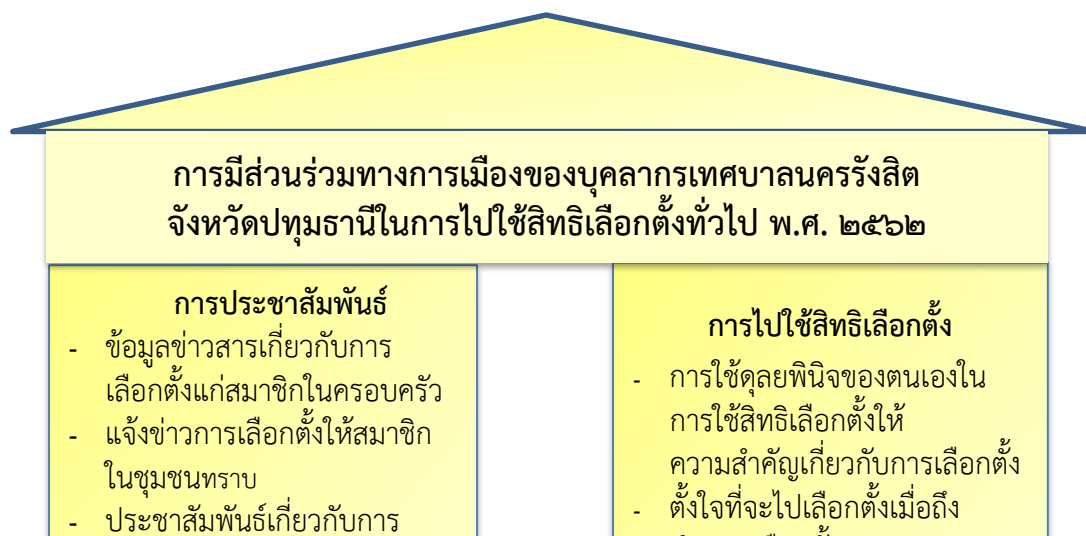 การมีส่วนร่วมทางการเมืองของบุคลากรเทศบาลนครรังสิต
จังหวัดปทุมธานีในการไปใช้สิทธิเลือกตั้งทั่วไป พ.ศ. ๒๕๖๒
การประชาสัมพันธ์
- ข้อมูลข่าวสารเกี่ยวกับการ
เลือกตั้งแก่สมาชิกในครอบครัว
- แจ้งข่าวการเลือกตั้งให้สมาชิก
ในชุมชนทราบ
- ประชาสัมพันธ์เกี่ยวกับการ
การไปใช้สิทธิเลือกตั้ง
- การใช้ดุลยพินิจของตนเองใน
การใช้สิทธิเลือกตั้งให้
ความสำคัญเกี่ยวกับการเลือกตั้ง
- ตั้งใจที่จะไปเลือกตั้งเมื่อถึง